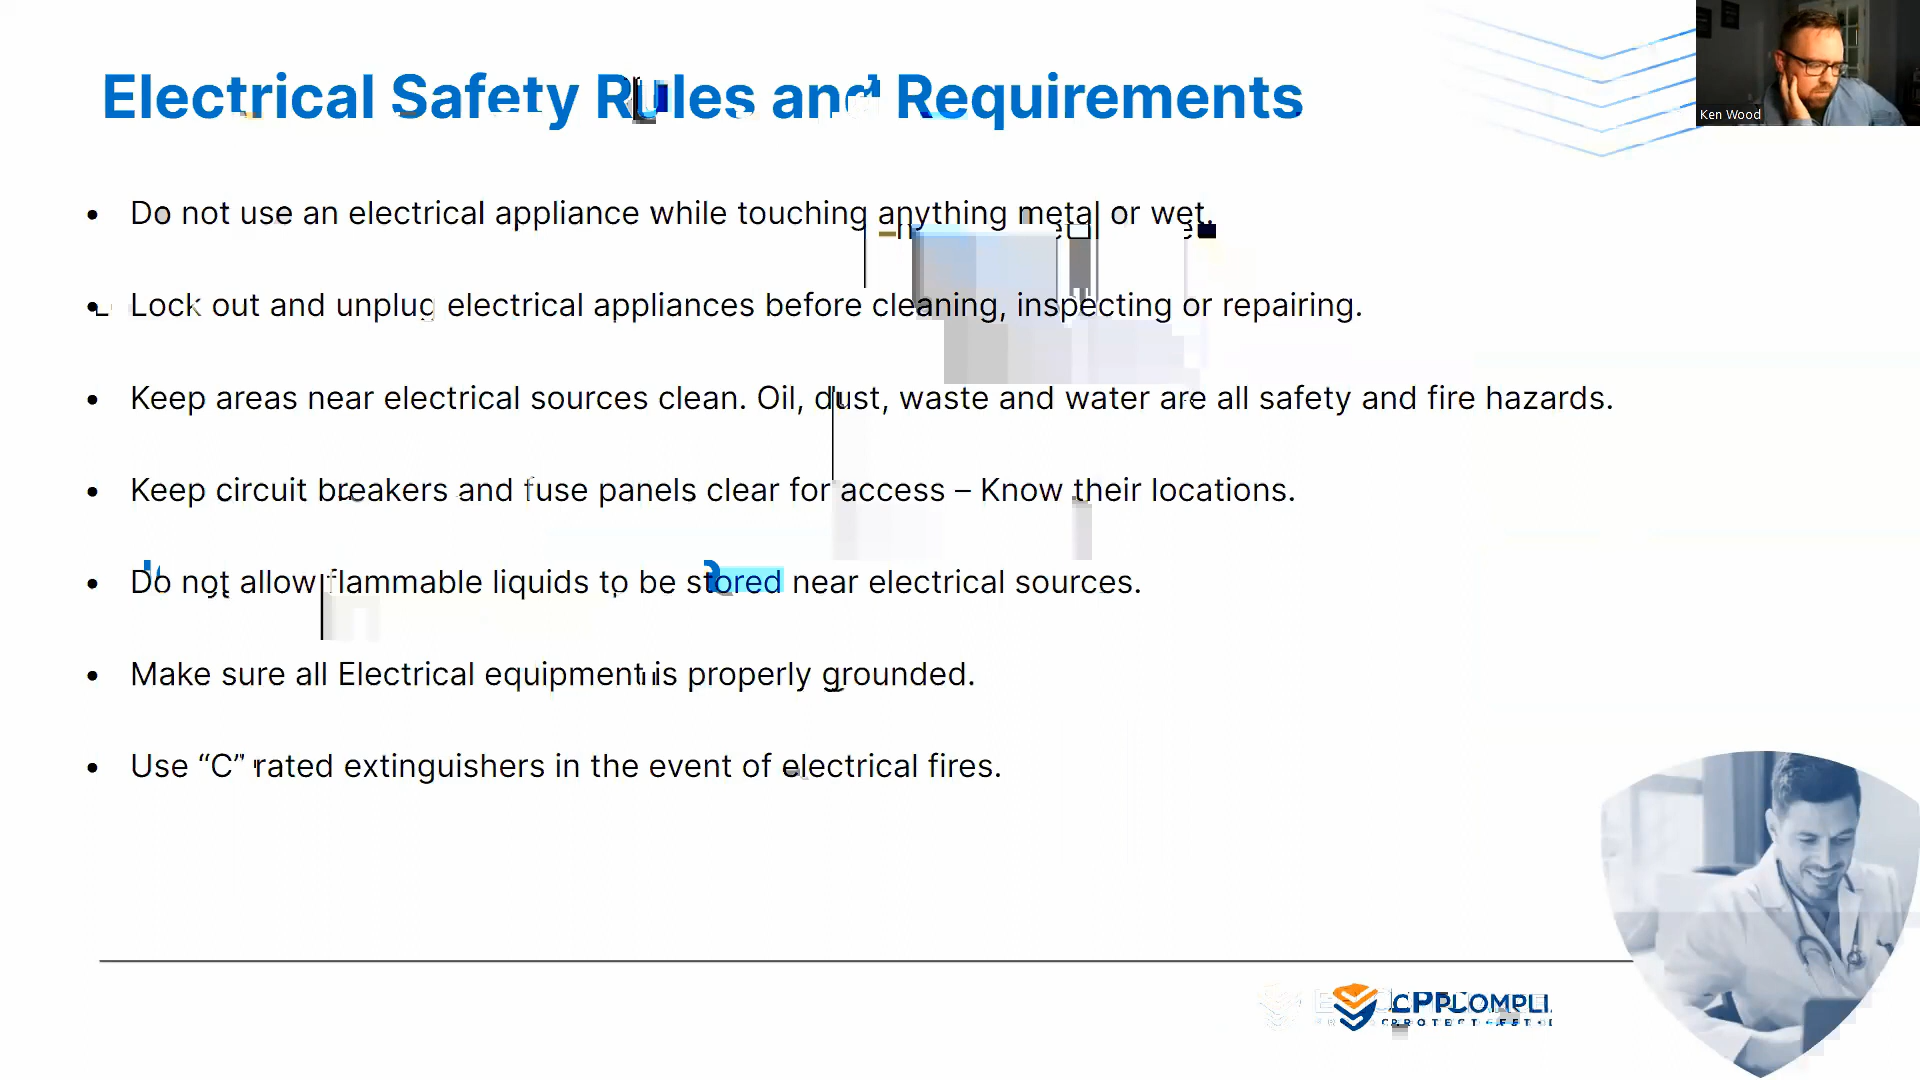 Electrical Safety Rules and Requirements
Ken Wood
• Do not use an electrical appliance while touching anything metal or wet.
• Lock out and unplug electrical appliances before cleaning, inspecting or repairing.
• Keep areas near electrical sources clean. Oil, dust, waste and water are all safety and fire hazards.
• Keep circuit breakers and fuse panels clear for access – Know their locations.
• Do not allow flammable liquids to be stored near electrical sources.
• Make sure all Electrical equipment is properly grounded.
• Use “C” rated extinguishers in the event of electrical fires.